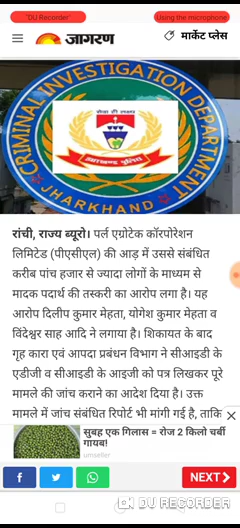 "DU Recorder"
Using the microphone
जागरण
मार्केट प्लेस
CRIMINAL INVESTIGATION DEPARTMENT
JHARKHAND
सेवा ही लक्ष्य
झारखण्ड पुलिस
रांची, राज्य ब्यूरो। पर्ल एग्रोटेक कॉरपोरेशन
लिमिटेड (पीएसीएल) की आड़ में उससे संबंधित
करीब पांच हजार से ज्यादा लोगों के माध्यम से
मादक पदार्थ की तस्करी का आरोप लगा है। यह
आरोप दिलीप कुमार मेहता, योगेश कुमार मेहता व
विंदेश्वर साह आदि ने लगाया है। शिकायत के बाद
गृह कारा एवं आपदा प्रबंधन विभाग ने सीआइडी के
एडीजी व सीआइडी के आइजी को पत्र लिखकर पूरे
मामले की जांच कराने का आदेश दिया है। उक्त
मामले में जांच संबंधित रिपोर्ट भी मांगी गई है, ताकि
सुबह एक गिलास = रोज 2 किलो चर्बी
गायब!
umseller
NEXT
DU RECORDER